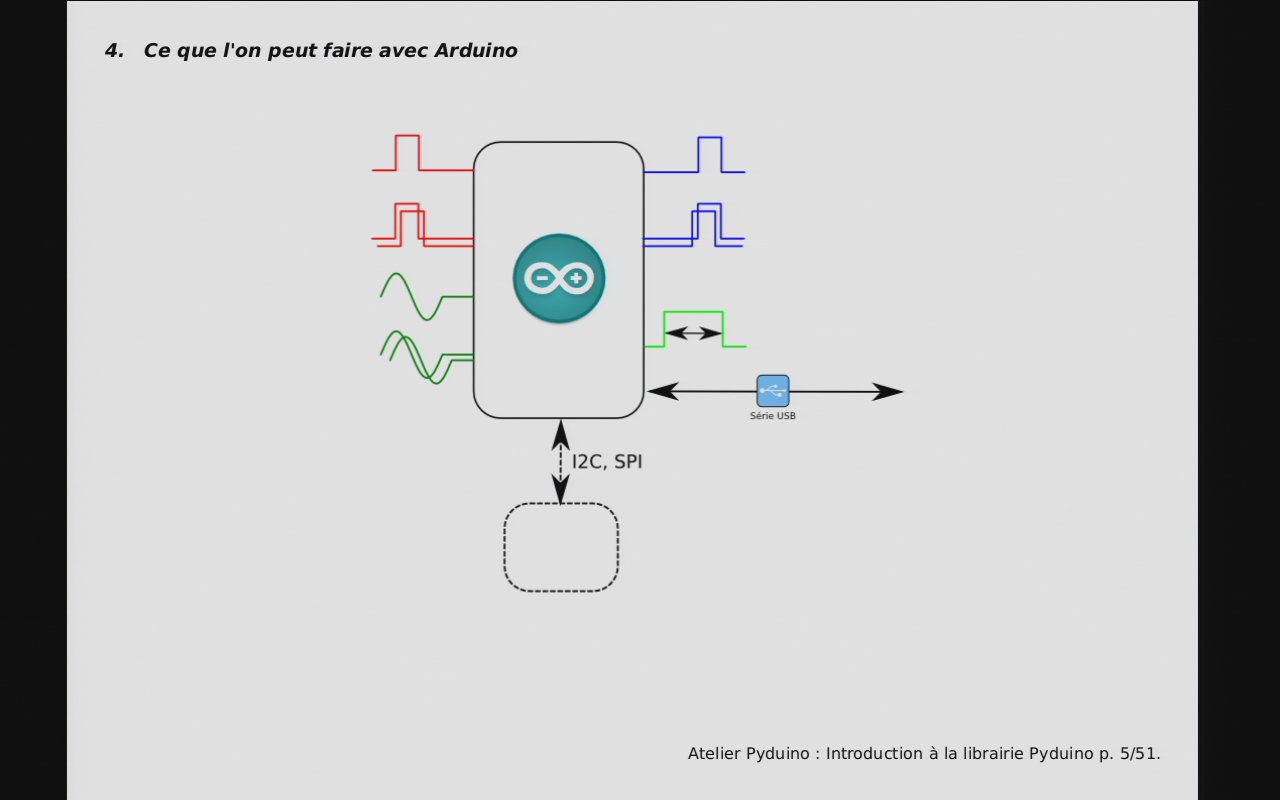 4. Ce que l'on peut faire avec Arduino
Série USB
I2C, SPI
Atelier Pyduino : Introduction à la librairie Pyduino p. 5/51.